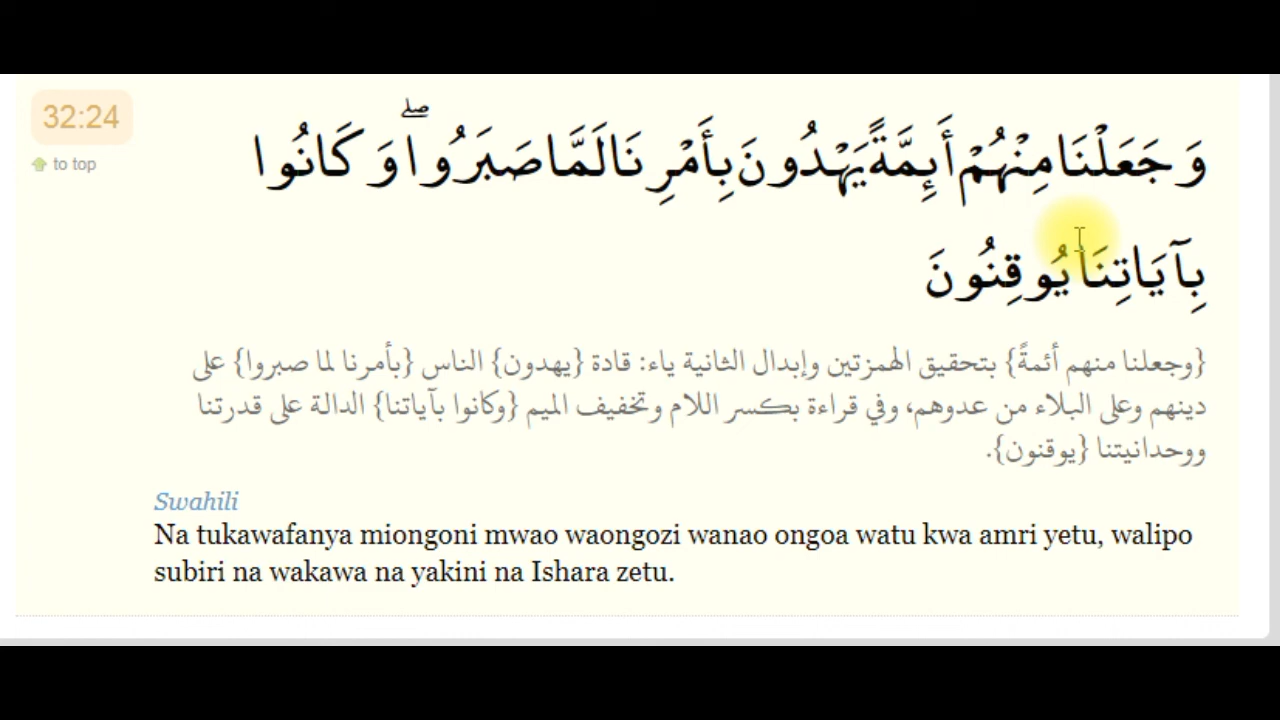 32:24
to top
وَجَعَلْنَا مِنْهُمْ أَئِمَّةً يَهْدُونَ بِأَمْرِنَا لَمَّا صَبَرُوا ۖ وَكَانُوا
بِآيَاتِنَا يُوقِنُونَ
{وجعلنا منهم أئمةً} بتحقيق الهمزتين وإبدال الثانية ياء: قادة {يهدون} الناس {بأمرنا لما صبروا} على
دينهم وعلى البلاء من عدوهم، وفي قراءة بكسر اللام وتخفيف الميم {وكانوا بآياتنا} الدالة على قدرتنا
ووحدانيتنا {يوقنون}.
Swahili
Na tukawafanya miongoni mwao waongozi wanao ongoa watu kwa amri yetu, walipo
subiri na wakawa na yakini na Ishara zetu.